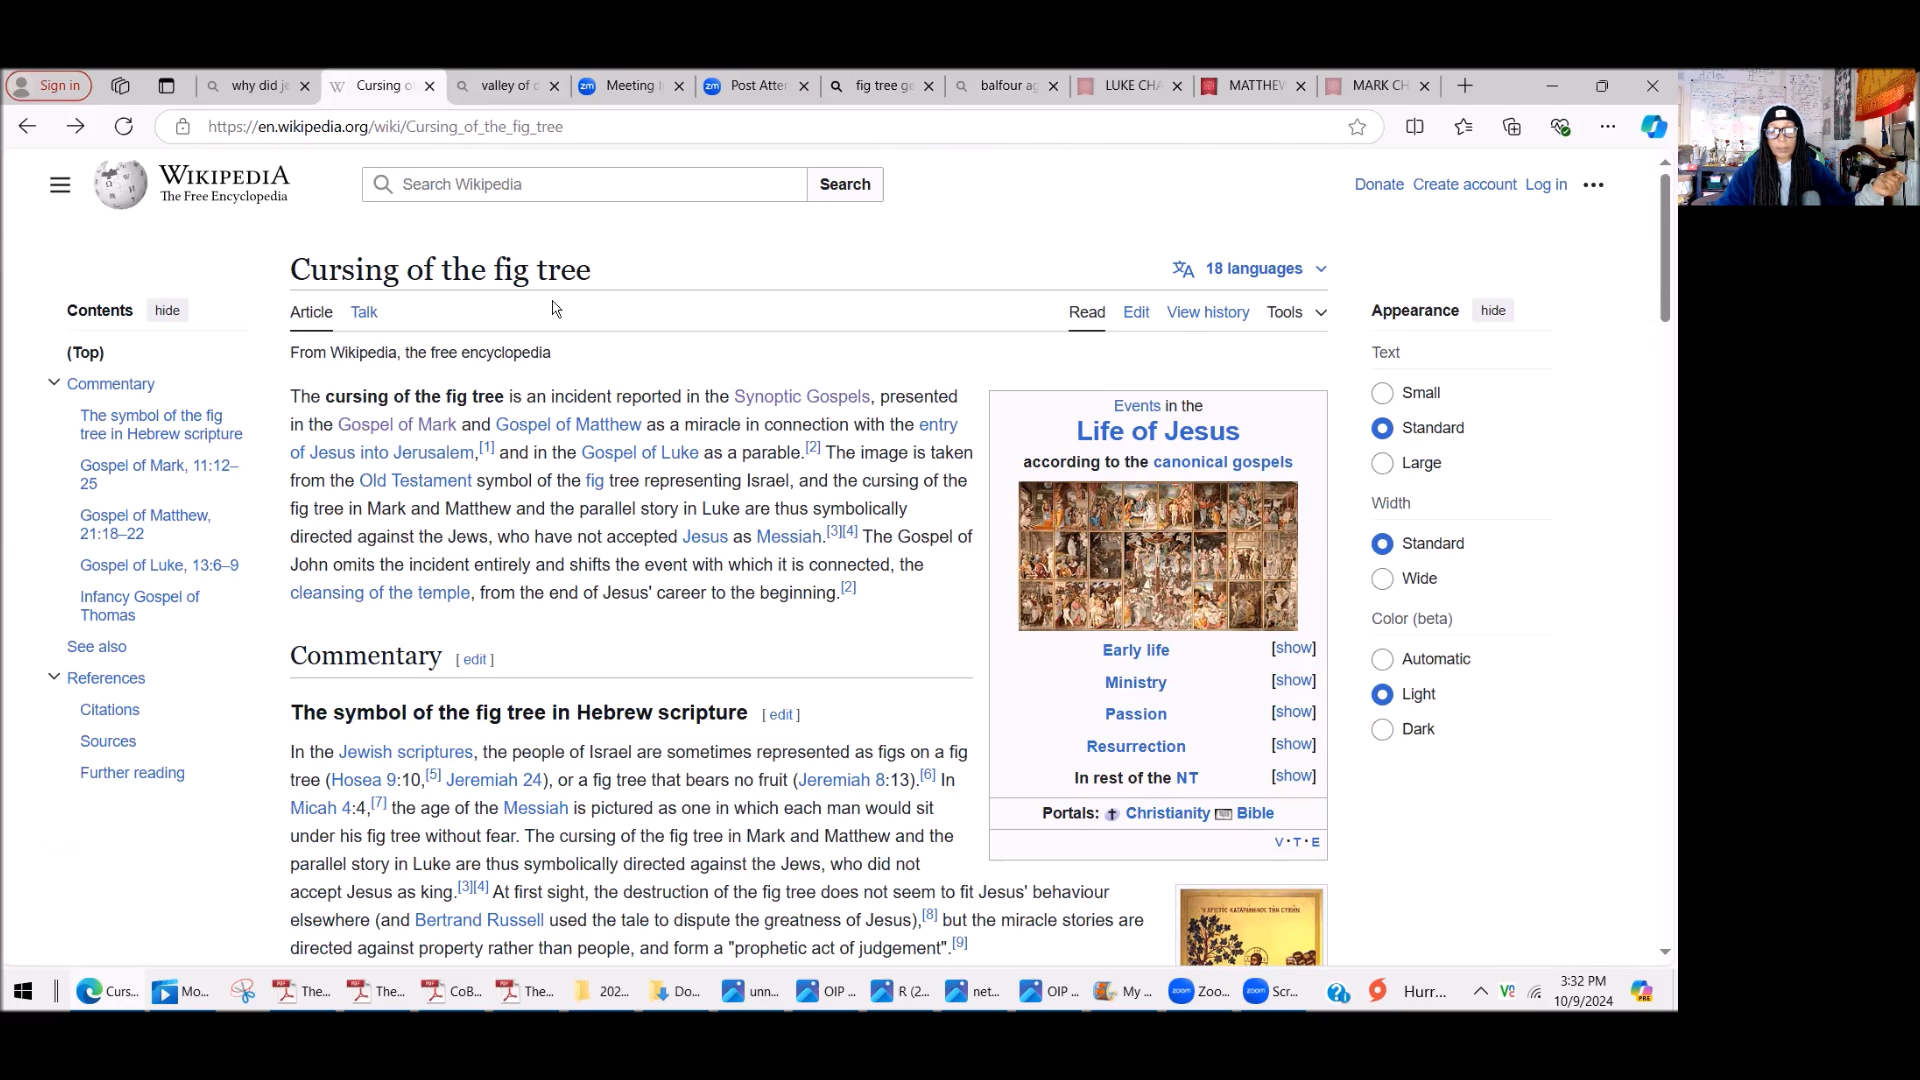 Sign in
why did je
Cursing o
valley of d
Meeting I
Post Atter
fig tree ge
balfour ag
LUKE CHA
MATTHEW
MARK CH
https://en.wikipedia.org/wiki/Cursing_of_the_fig_tree
WIKIPEDIA
The Free Encyclopedia
Search Wikipedia
Search
Donate Create account Log in
Cursing of the fig tree
18 languages
Contents hide
(Top)
Commentary
The symbol of the fig
tree in Hebrew scripture
Gospel of Mark, 11:12–
25
Gospel of Matthew,
21:18–22
Gospel of Luke, 13:6–9
Infancy Gospel of
Thomas
See also
References
Citations
Sources
Further reading
Article Talk
Read Edit View history Tools
From Wikipedia, the free encyclopedia
The cursing of the fig tree is an incident reported in the Synoptic Gospels, presented
in the Gospel of Mark and Gospel of Matthew as a miracle in connection with the entry
of Jesus into Jerusalem,[1] and in the Gospel of Luke as a parable.[2] The image is taken
from the Old Testament symbol of the fig tree representing Israel, and the cursing of the
fig tree in Mark and Matthew and the parallel story in Luke are thus symbolically
directed against the Jews, who have not accepted Jesus as Messiah.[3][4] The Gospel of
John omits the incident entirely and shifts the event with which it is connected, the
cleansing of the temple, from the end of Jesus' career to the beginning.[2]
Commentary [ edit ]
The symbol of the fig tree in Hebrew scripture [ edit ]
In the Jewish scriptures, the people of Israel are sometimes represented as figs on a fig
tree (Hosea 9:10,[5] Jeremiah 24), or a fig tree that bears no fruit (Jeremiah 8:13).[6] In
Micah 4:4,[7] the age of the Messiah is pictured as one in which each man would sit
under his fig tree without fear. The cursing of the fig tree in Mark and Matthew and the
parallel story in Luke are thus symbolically directed against the Jews, who did not
accept Jesus as king.[3][4] At first sight, the destruction of the fig tree does not seem to fit Jesus' behaviour
elsewhere (and Bertrand Russell used the tale to dispute the greatness of Jesus),[8] but the miracle stories are
directed against property rather than people, and form a "prophetic act of judgement".[9]
Events in the
Life of Jesus
according to the canonical gospels
Early life [show]
Ministry [show]
Passion [show]
Resurrection [show]
In rest of the NT [show]
Portals: Christianity Bible
V·T·E
Appearance hide
Text
Small
Standard
Large
Width
Standard
Wide
Color (beta)
Automatic
Light
Dark
Curs...
Mo...
The...
The...
CoB...
The...
202...
Do...
unn...
OIP ...
R (2...
net...
OIP ...
My ...
zoom Zoo...
zoom Scr...
Hurr...
3:32 PM
10/9/2024
PRE